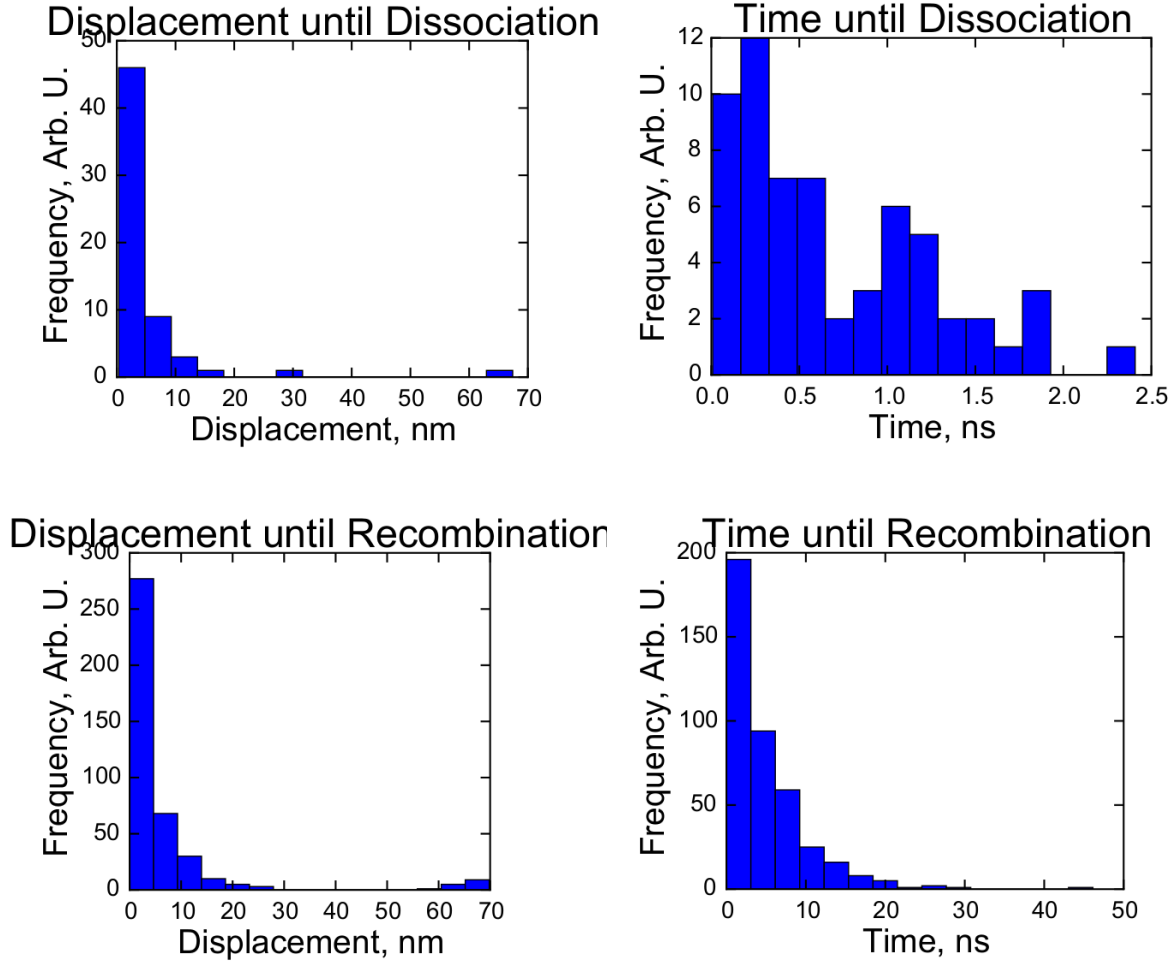 Displacement until Dissociation
50
40
30
20
10
0
Frequency, Arb. U.
0 10 20 30 40 50 60 70
Displacement, nm
Time until Dissociation
12
10
8
6
4
2
0
Frequency, Arb. U.
0.0 0.5 1.0 1.5 2.0 2.5
Time, ns
Displacement until Recombination
300
250
200
150
100
50
0
Frequency, Arb. U.
0 10 20 30 40 50 60 70
Displacement, nm
Time until Recombination
200
150
100
50
0
Frequency, Arb. U.
0 10 20 30 40 50
Time, ns